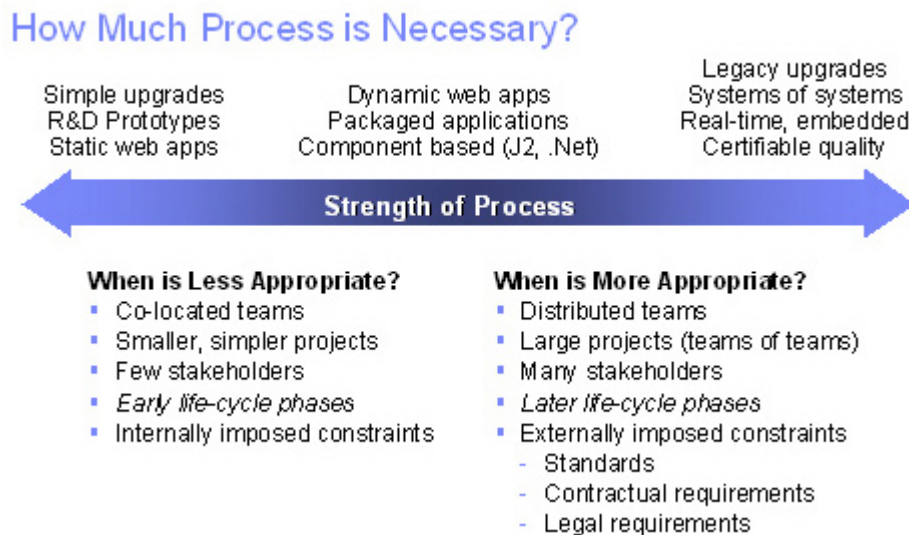 How Much Process is Necessary?
Simple upgrades
R&D Prototypes
Static web apps
Dynamic web apps
Packaged applications
Component based (J2, .Net)
Legacy upgrades
Systems of systems
Real-time, embedded
Certifiable quality
Strength of Process
When is Less Appropriate?
▪ Co-located teams
▪ Smaller, simpler projects
▪ Few stakeholders
▪ Early life-cycle phases
▪ Internally imposed constraints
When is More Appropriate?
▪ Distributed teams
▪ Large projects (teams of teams)
▪ Many stakeholders
▪ Later life-cycle phases
▪ Externally imposed constraints
- Standards
- Contractual requirements
- Legal requirements